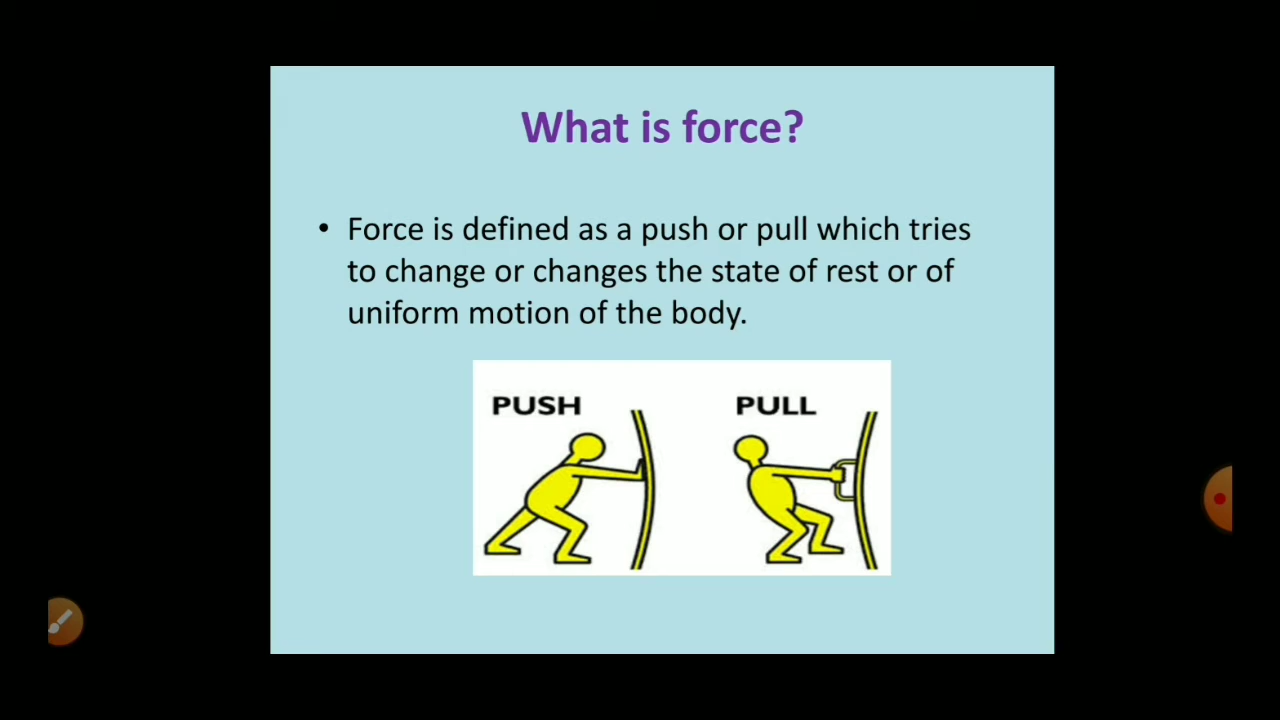 What is force?
• Force is defined as a push or pull which tries
to change or changes the state of rest or of
uniform motion of the body.
PUSH PULL